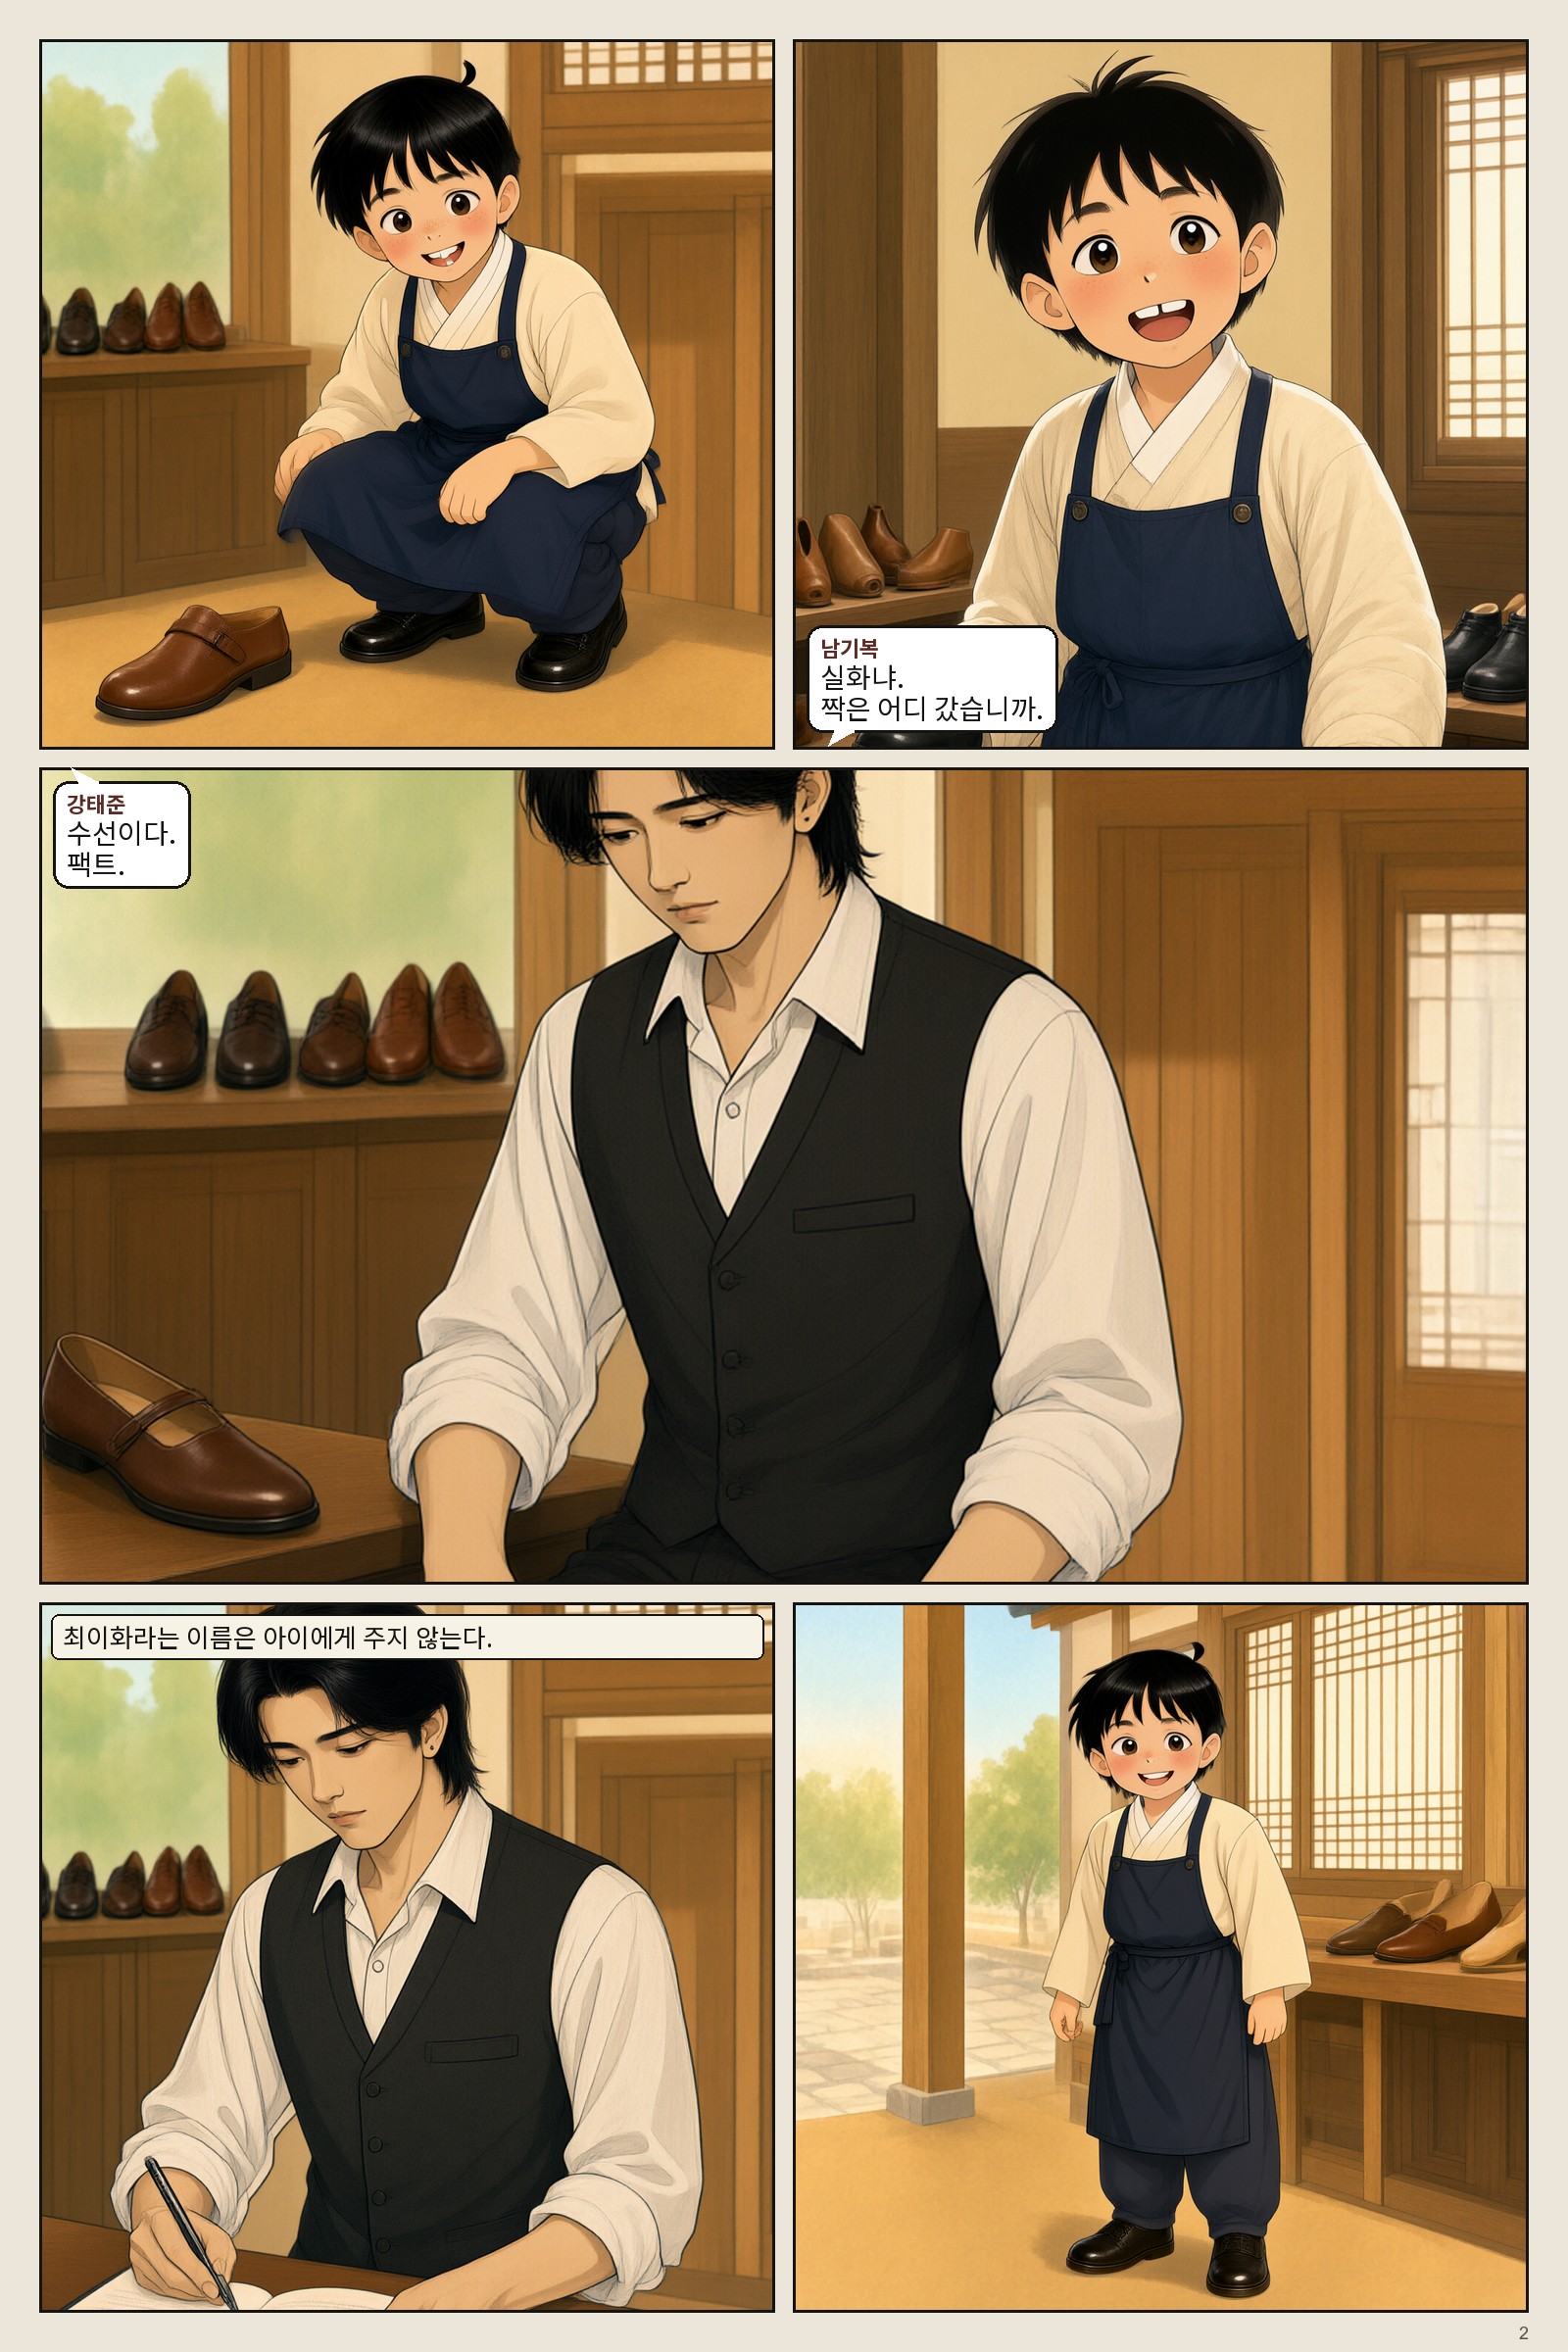 남기복
실화냐.
짝은 어디 갔습니까.
강태준
수선이다.
팩트.
최이화라는 이름은 아이에게 주지 않는다.
2